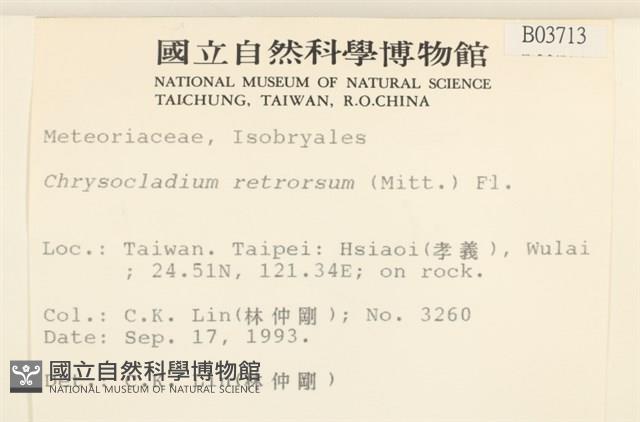 B03713
國立自然科學博物館
NATIONAL MUSEUM OF NATURAL SCIENCE
TAICHUNG, TAIWAN, R.O.CHINA
Meteoriaceae, Isobryales
Chrysocladium retrorsum (Mitt.) Fl.
Loc.: Taiwan. Taipei: Hsiaoi(孝義), Wulai
; 24.51N, 121.34E; on rock.
Col.: C.K. Lin(林仲剛); No. 3260
Date: Sep. 17, 1993.
Det.: C.K. Lin(林仲剛)
國立自然科學博物館
NATIONAL MUSEUM OF NATURAL SCIENCE